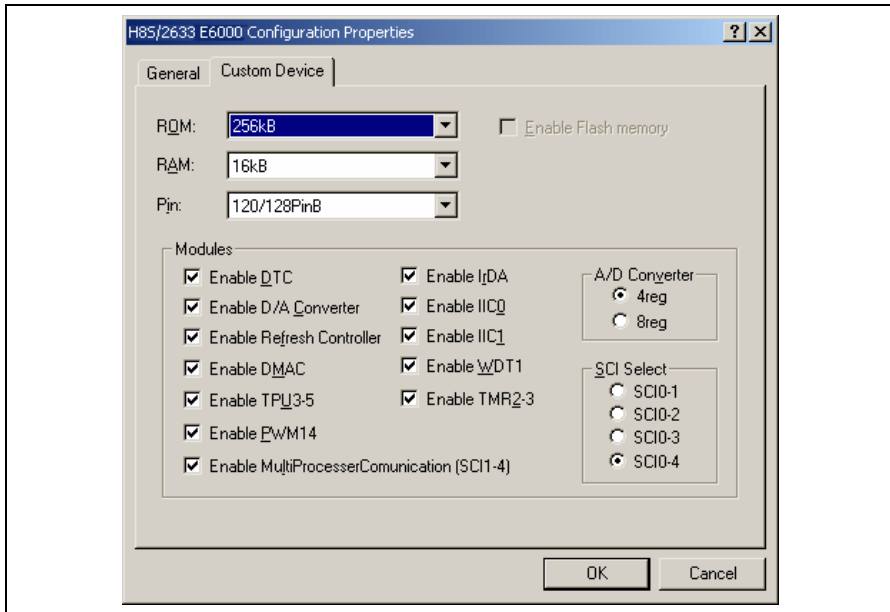 H8S/2633 E6000 Configuration Properties
General
Custom Device
ROM:
256kB
Enable Flash memory
RAM:
16kB
Pin:
120/128PinB
Modules
Enable DTC
Enable D/A Converter
Enable Refresh Controller
Enable DMAC
Enable TPU3-5
Enable PWM14
Enable MultiProcesserComunication (SCI1-4)
Enable IrDA
Enable IIC0
Enable IIC1
Enable WDT1
Enable TMR2-3
A/D Converter
4reg
8reg
SCI Select
SCI0-1
SCI0-2
SCI0-3
SCI0-4
OK
Cancel